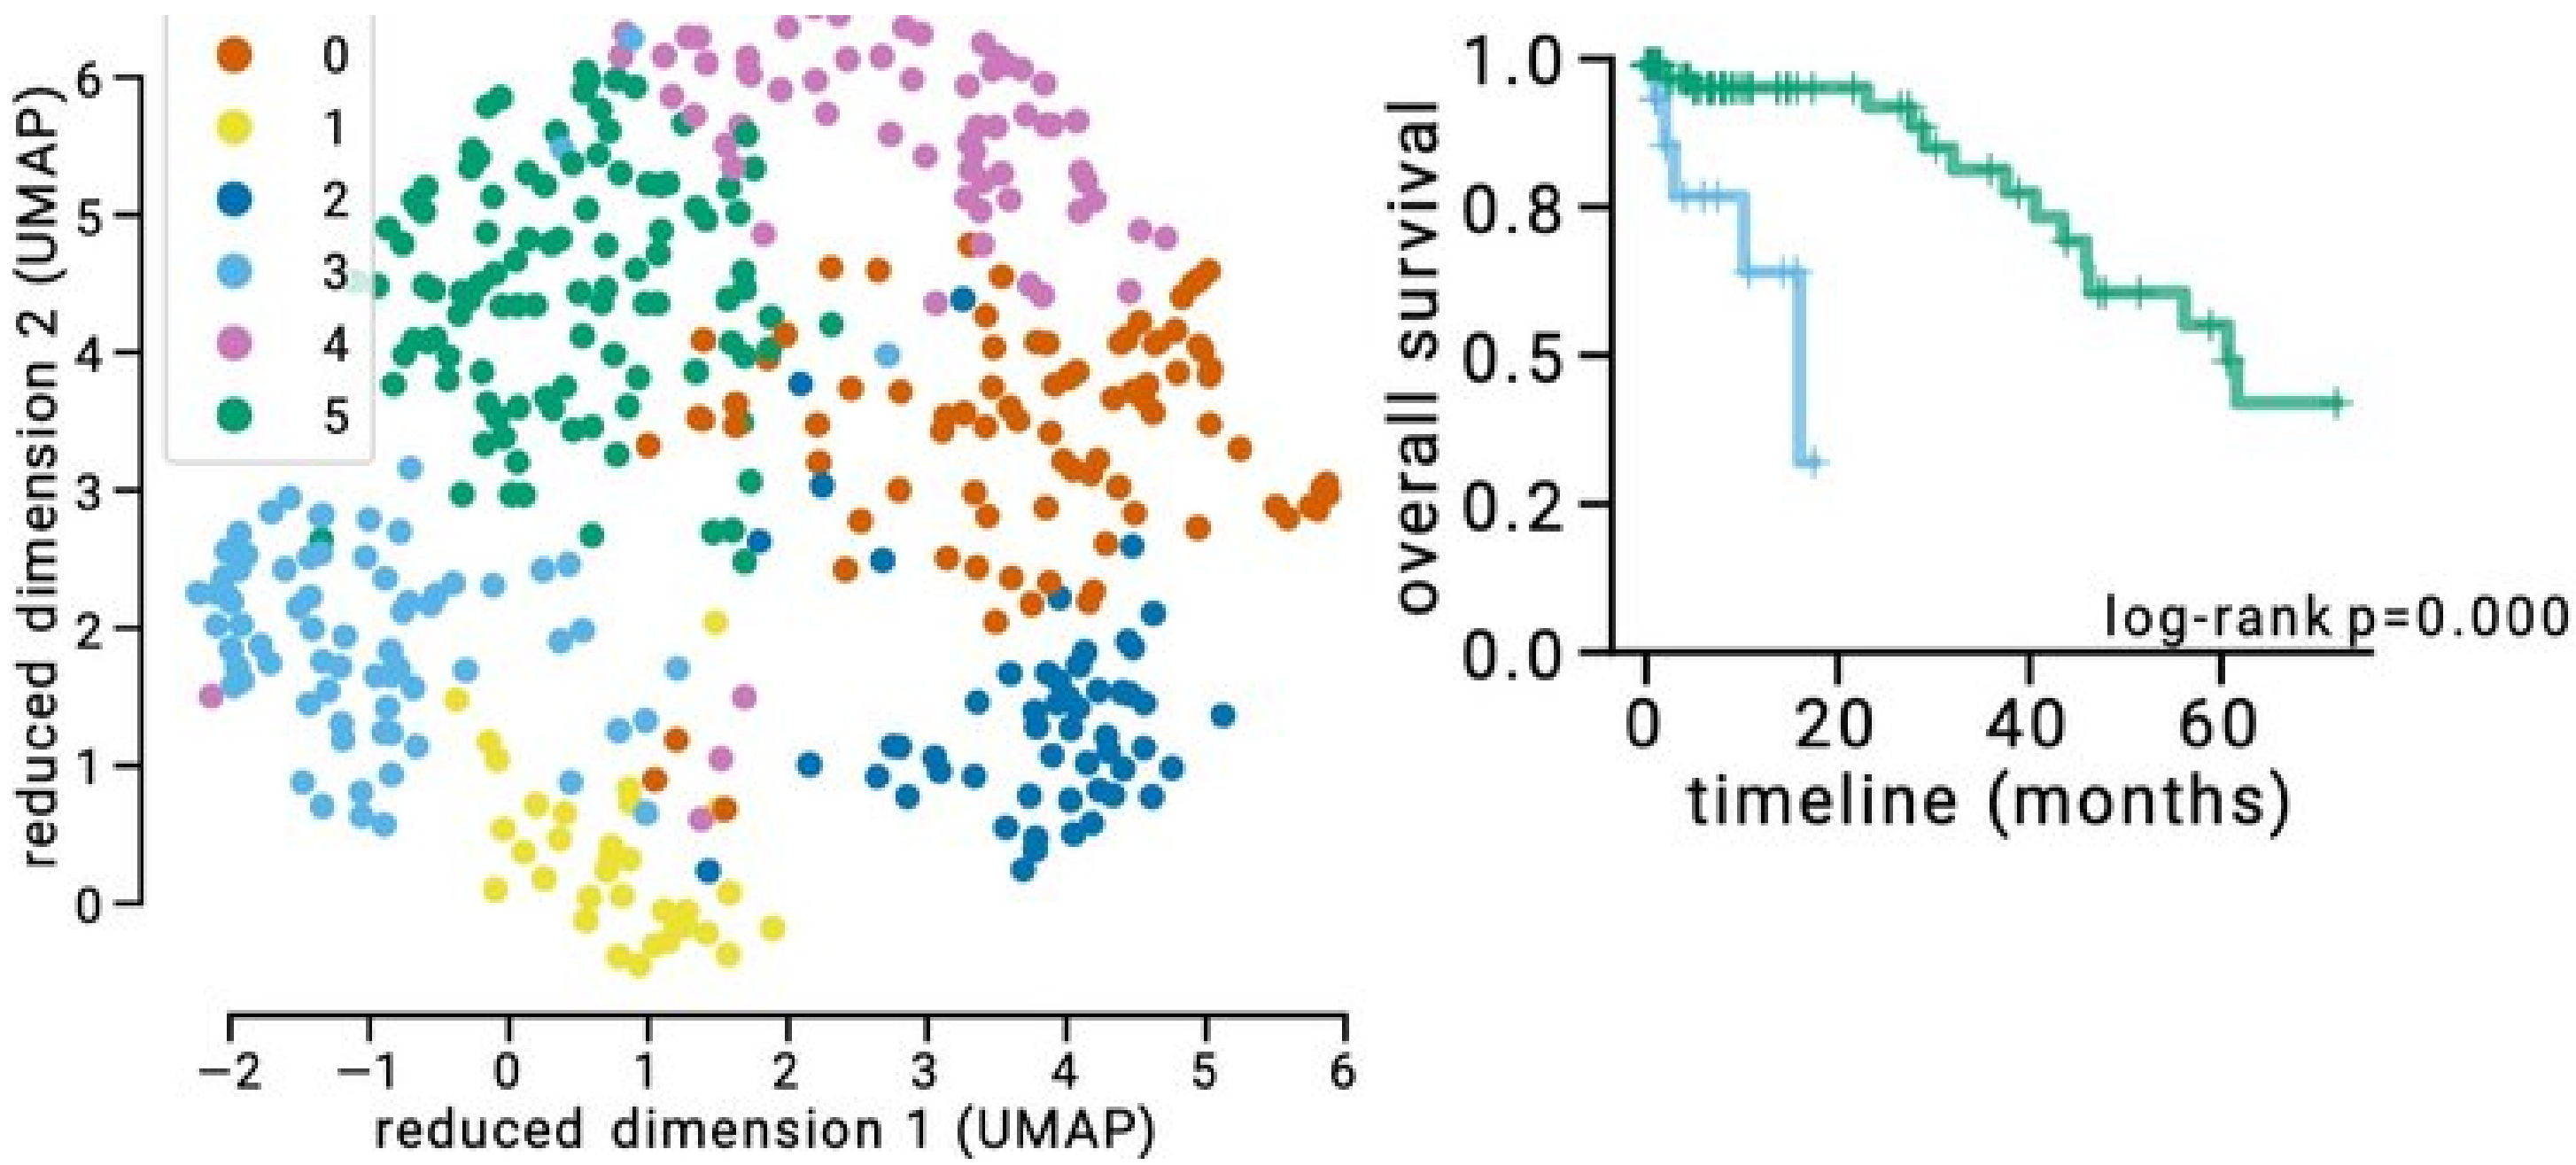 0
1
2
3
4
5
6
5
4
3
2
1
0
reduced dimension 2 (UMAP)
−2 −1 0 1 2 3 4 5 6
reduced dimension 1 (UMAP)
1.0
0.8
0.5
0.2
0.0
overall survival
log-rank p=0.000
0 20 40 60
timeline (months)